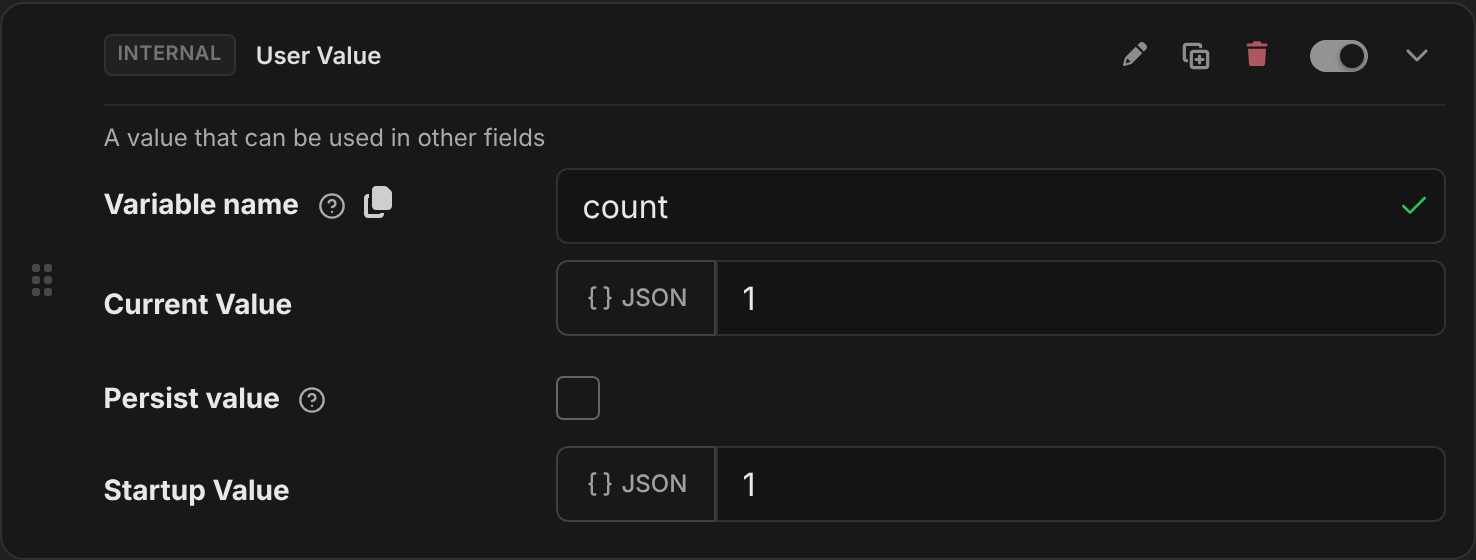 INTERNAL User Value
A value that can be used in other fields
Variable name ? count
Current Value {} JSON 1
Persist value ?
Startup Value {} JSON 1